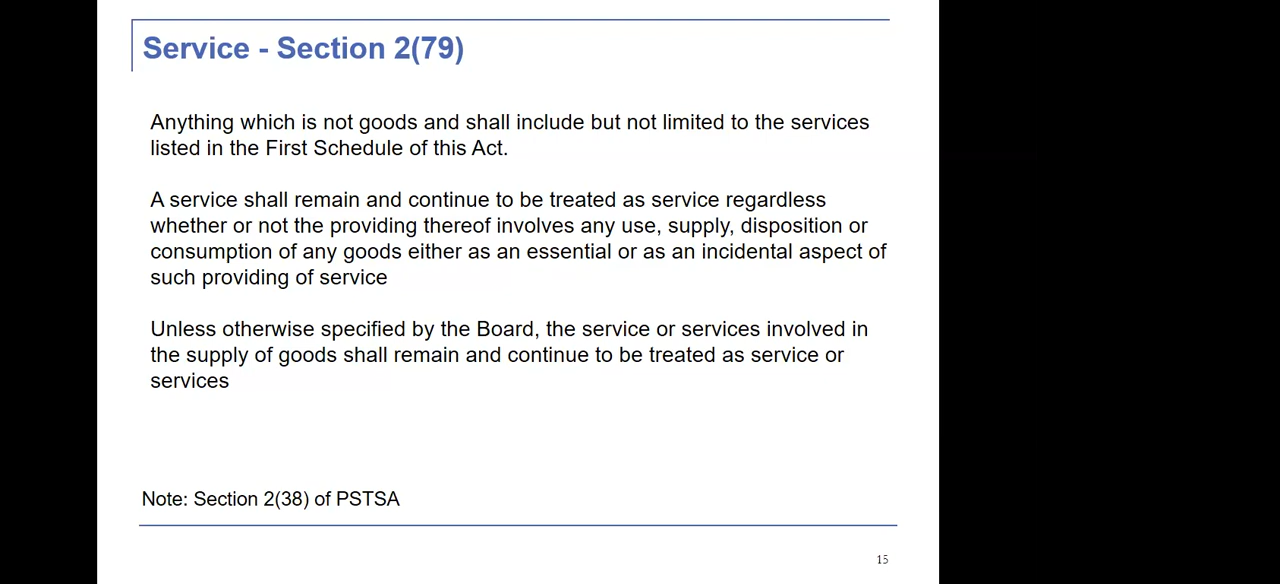 Service - Section 2(79)
Anything which is not goods and shall include but not limited to the services
listed in the First Schedule of this Act.
A service shall remain and continue to be treated as service regardless
whether or not the providing thereof involves any use, supply, disposition or
consumption of any goods either as an essential or as an incidental aspect of
such providing of service
Unless otherwise specified by the Board, the service or services involved in
the supply of goods shall remain and continue to be treated as service or
services
Note: Section 2(38) of PSTSA
15